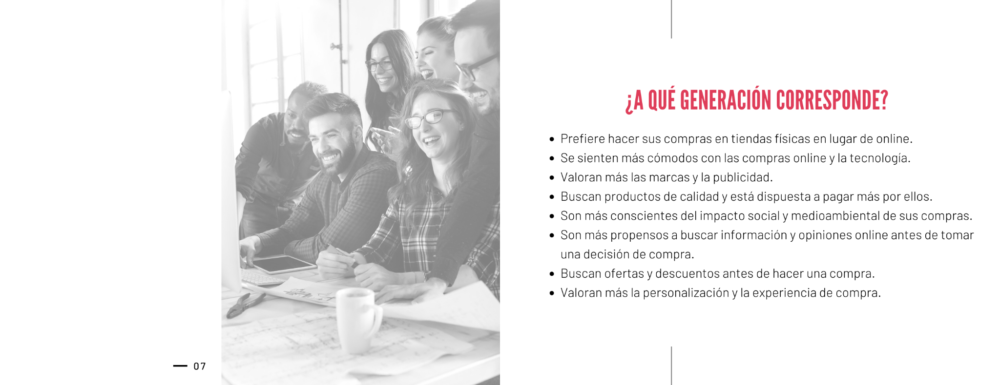 ¿A QUÉ GENERACIÓN CORRESPONDE?
• Prefiere hacer sus compras en tiendas físicas en lugar de online.
• Se sienten más cómodos con las compras online y la tecnología.
• Valoran más las marcas y la publicidad.
• Buscan productos de calidad y está dispuesta a pagar más por ellos.
• Son más conscientes del impacto social y medioambiental de sus compras.
• Son más propensos a buscar información y opiniones online antes de tomar
una decisión de compra.
• Buscan ofertas y descuentos antes de hacer una compra.
• Valoran más la personalización y la experiencia de compra.
07